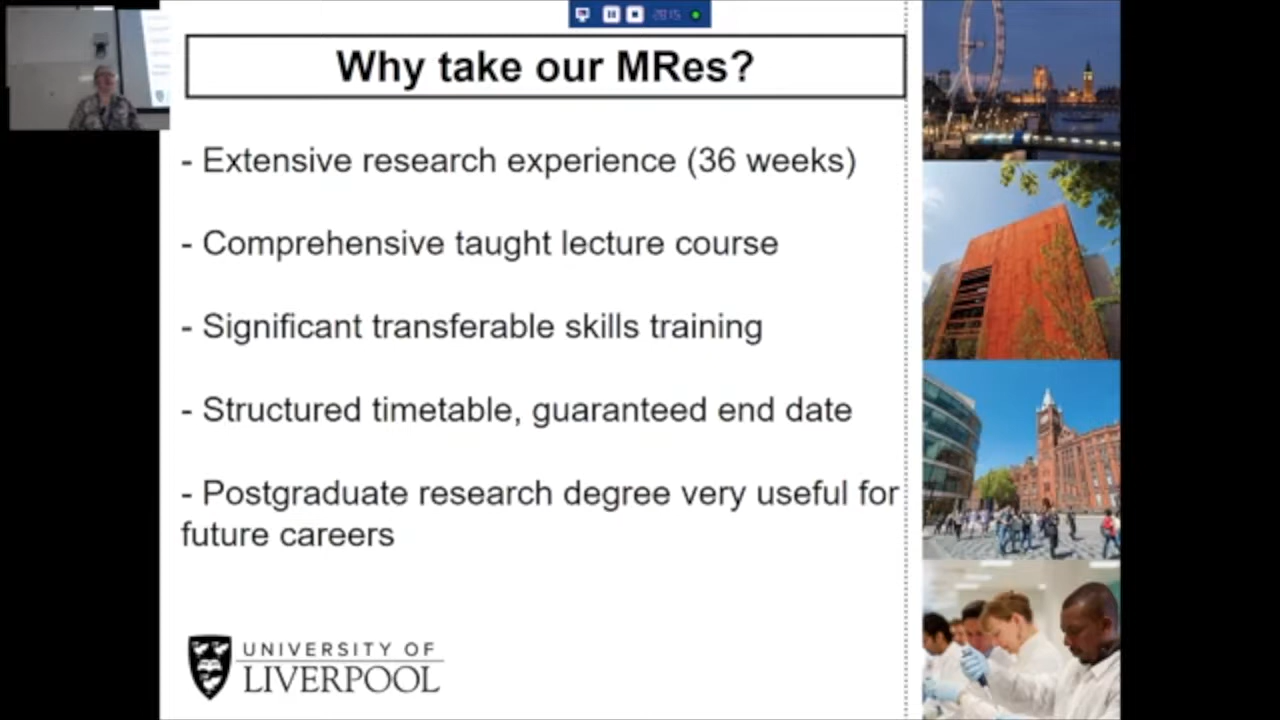 Why take our MRes?
- Extensive research experience (36 weeks)
- Comprehensive taught lecture course
- Significant transferable skills training
- Structured timetable, guaranteed end date
- Postgraduate research degree very useful for
future careers
UNIVERSITY OF
LIVERPOOL